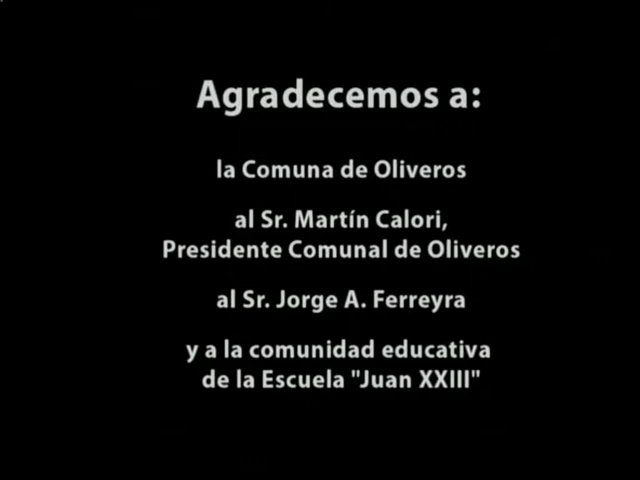 Agradecemos a:
la Comuna de Oliveros
al Sr. Martín Calori,
Presidente Comunal de Oliveros
al Sr. Jorge A. Ferreyra
y a la comunidad educativa
de la Escuela "Juan XXIII"